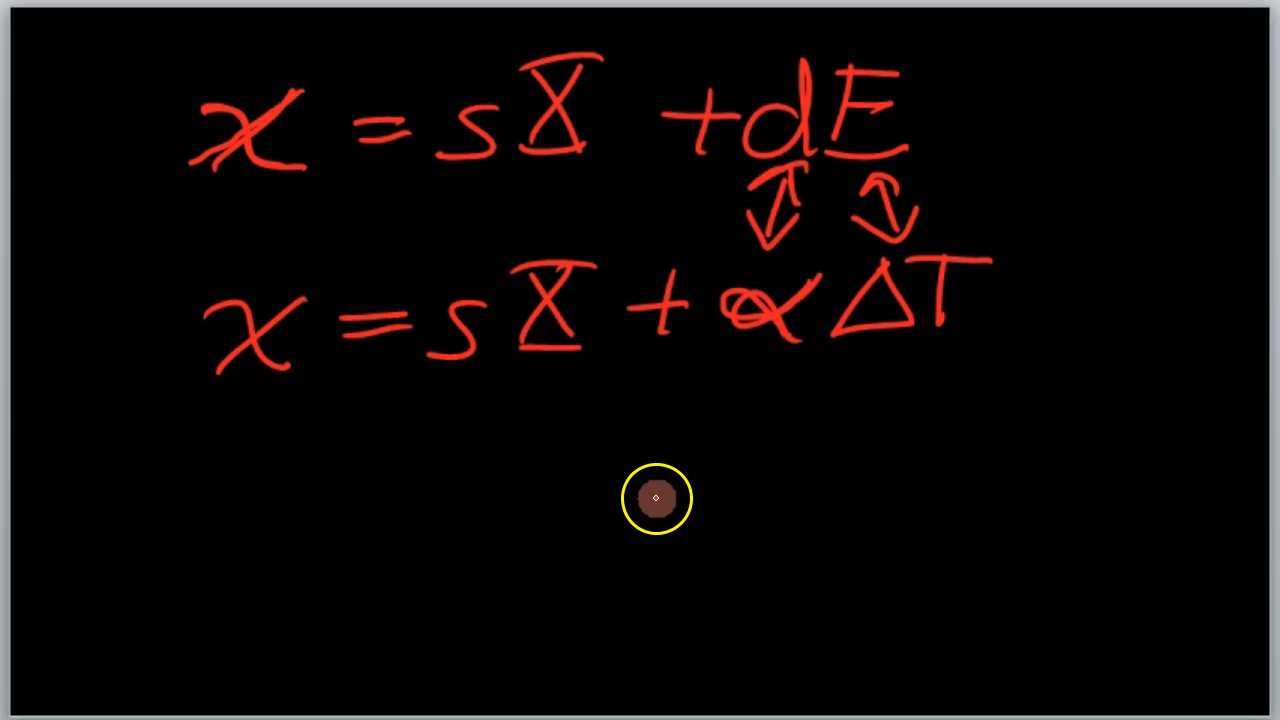 x = sX + dE
x = sX + αΔT